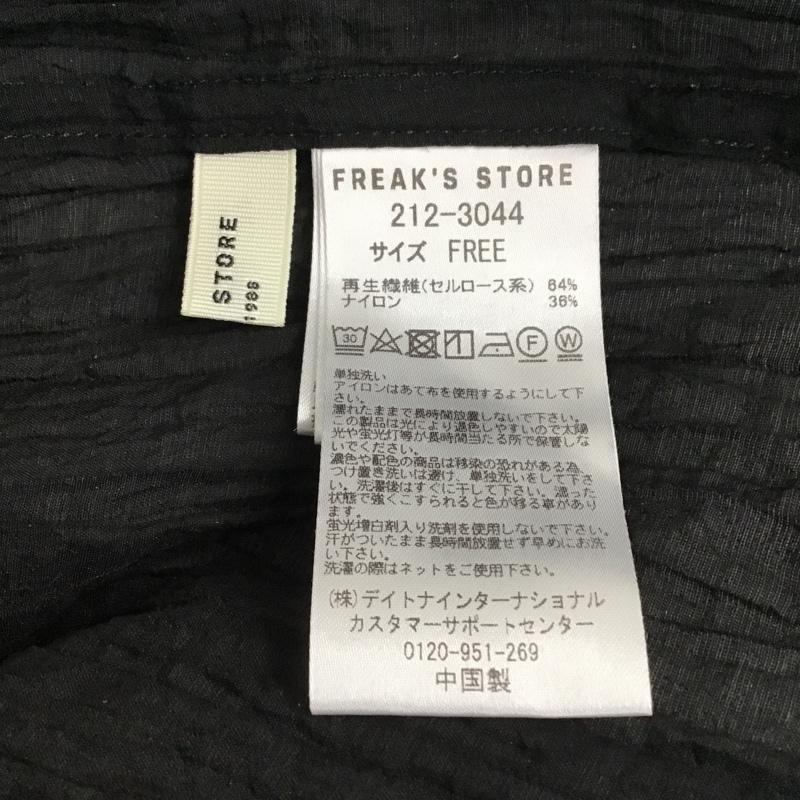 STORE
1986
FREAK'S STORE
212-3044
サイズ FREE
再生繊維(セルロース系) 64%
ナイロン 36%
30 F W
単独洗い
アイロンはあて布を使用するようにして下
さい。
濡れたままで長時間放置しないで下さい。
この製品は光により退色しやすいので太陽
光や蛍光灯等が長時間当たる所で保管しな
いでください。
濃色や配色の商品は移染の恐れがある為、
つけ置き洗いは避け、単独洗いをして下さ
い。洗濯後はすぐに干して下さい。湿った
状態で強くこすられると色が移る事があり
ます。
蛍光増白剤入り洗剤を使用しないで下さい。
汗がついたまま長時間放置せず早めにお洗
い下さい。
洗濯の際はネットをご使用下さい。
(株)デイトナインターナショナル
カスタマーサポートセンター
0120-951-269
中国製